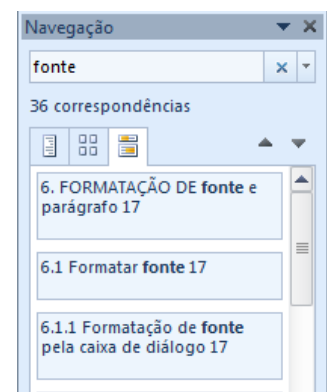 Navegação
fonte
36 correspondências
6. FORMATAÇÃO DE fonte e
parágrafo 17
6.1 Formatar fonte 17
6.1.1 Formatação de fonte
pela caixa de diálogo 17